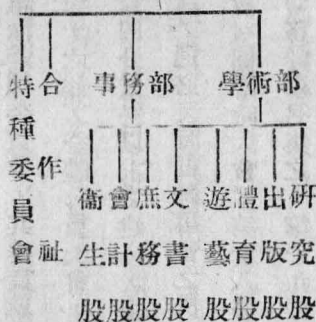 學術部
事務部
合作社
特種委員會
研究股
出版股
體育股
遊藝股
文書股
庶務股
會計股
衞生股